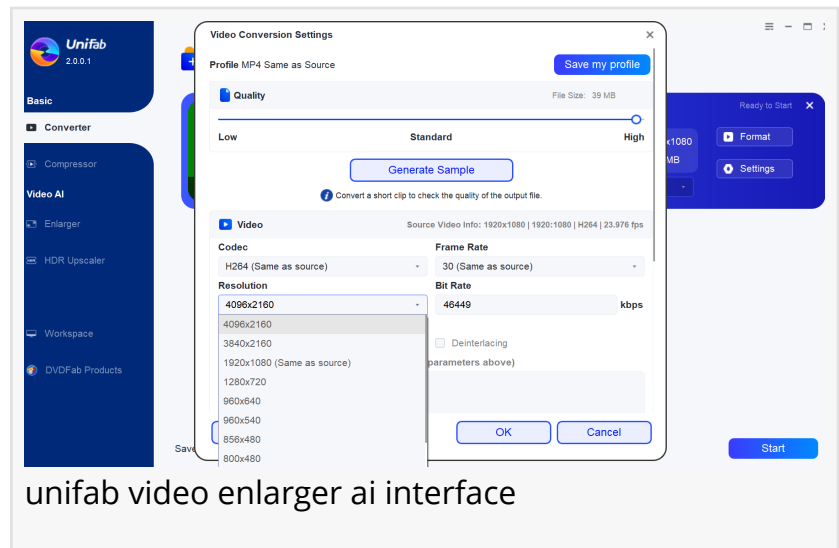 Unifab
2.0.0.1
Basic
Converter
Compressor
Video AI
Enlarger
HDR Upscaler
Workspace
DVDFab Products
Video Conversion Settings
Profile MP4 Same as Source
Save my profile
Quality
File Size: 39 MB
Low Standard High
Generate Sample
Convert a short clip to check the quality of the output file.
Video
Source Video Info: 1920x1080 | 1920:1080 | H264 | 23.976 fps
Codec Frame Rate
H264 (Same as source) 30 (Same as source)
Resolution Bit Rate
4096x2160 46449 kbps
4096x2160
3840x2160
Deinterlacing
1920x1080 (Same as source)
parameters above)
1280x720
960x640
960x540
856x480
800x480
OK Cancel
Ready to Start
x1080
MB
Format
Settings
Save
Start
unifab video enlarger ai interface